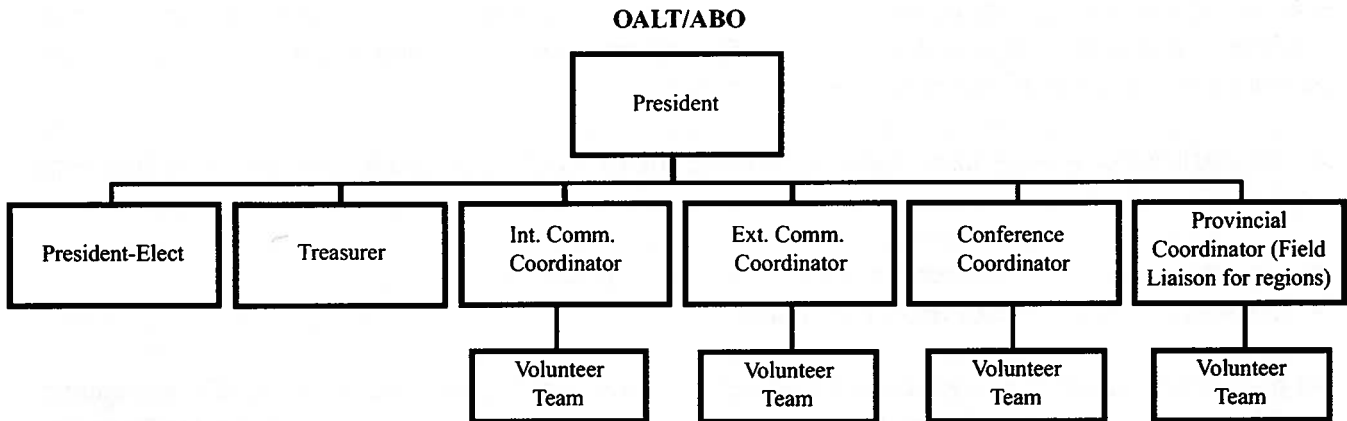 OALT/ABO
President
President-Elect
Treasurer
Int. Comm.
Coordinator
Ext. Comm.
Coordinator
Conference
Coordinator
Provincial
Coordinator (Field
Liaison for regions)
Volunteer
Team
Volunteer
Team
Volunteer
Team
Volunteer
Team